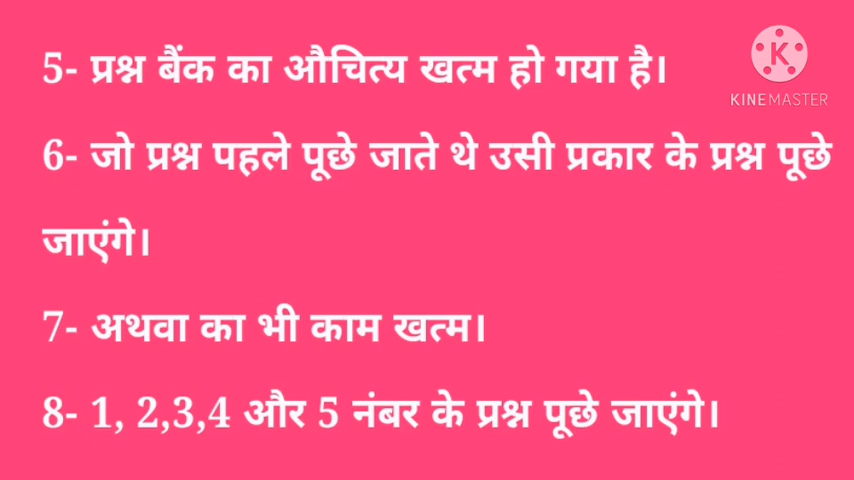 5- प्रश्न बैंक का औचित्य खत्म हो गया है।
KINEMASTER
6- जो प्रश्न पहले पूछे जाते थे उसी प्रकार के प्रश्न पूछे
जाएंगे।
7- अथवा का भी काम खत्म।
8- 1, 2,3,4 और 5 नंबर के प्रश्न पूछे जाएंगे।